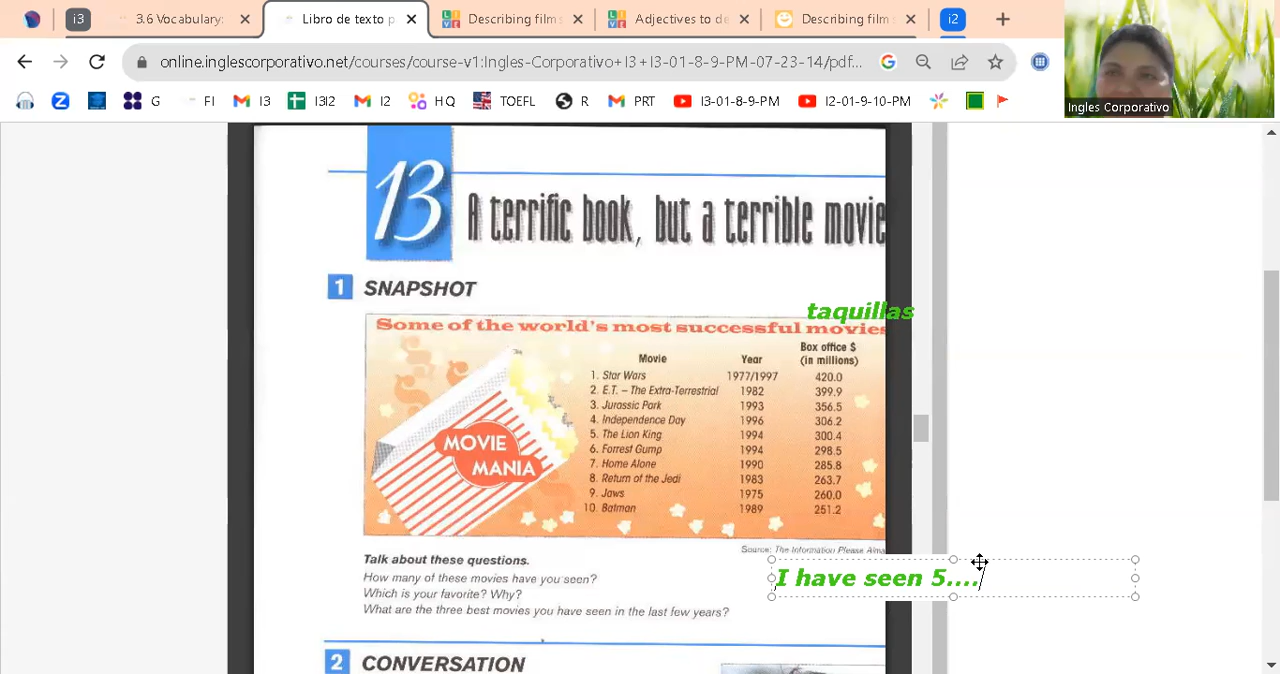 i3
3.6 Vocabulary:
Libro de texto p
Describing film
Adjectives to de
Describing film
i2
online.inglescorporativo.net/courses/course-v1:Ingles-Corporativo+I3+I3-01-8-9-PM-07-23-14/pdf...
G
FI
I3
I3I2
I2
HQ
TOEFL
R
PRT
I3-01-8-9-PM
I2-01-9-10-PM
Ingles Corporativo
13
A terrific book, but a terrible movie
1 SNAPSHOT
taquillas
Some of the world's most successful movies
Movie Year Box office $ (in millions)
1. Star Wars 1977/1997 420.0
2. E.T. – The Extra-Terrestrial 1982 399.9
3. Jurassic Park 1993 356.5
4. Independence Day 1996 306.2
5. The Lion King 1994 300.4
6. Forrest Gump 1994 298.5
7. Home Alone 1990 285.8
8. Return of the Jedi 1983 263.7
9. Jaws 1975 260.0
10. Batman 1989 251.2
MOVIE
MANIA
Source: The Information Please Alma
Talk about these questions.
How many of these movies have you seen?
I have seen 5....
Which is your favorite? Why?
What are the three best movies you have seen in the last few years?
2 CONVERSATION